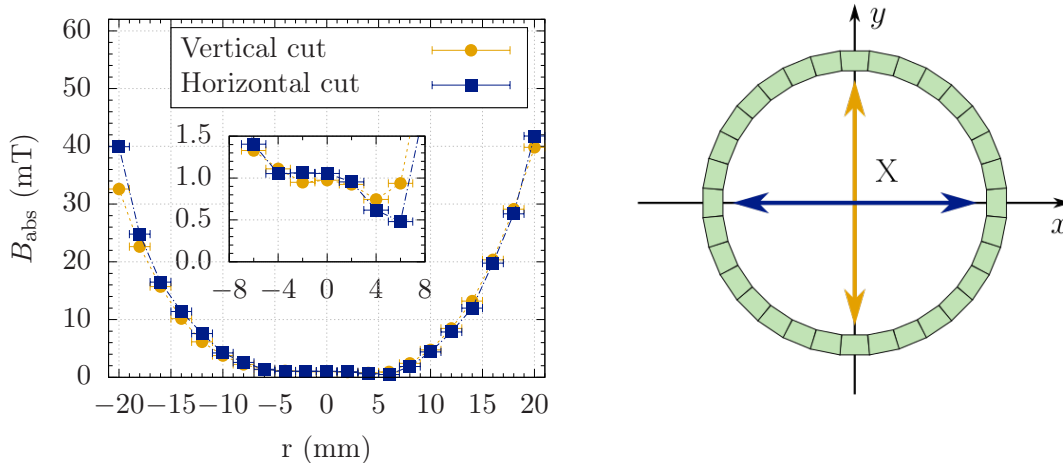 60
50
40
30
20
10
0
B_abs (mT)
Vertical cut
Horizontal cut
1.5
1.0
0.5
0.0
−8 −4 0 4 8
−20 −15 −10 −5 0 5 10 15 20
r (mm)
y
X
x